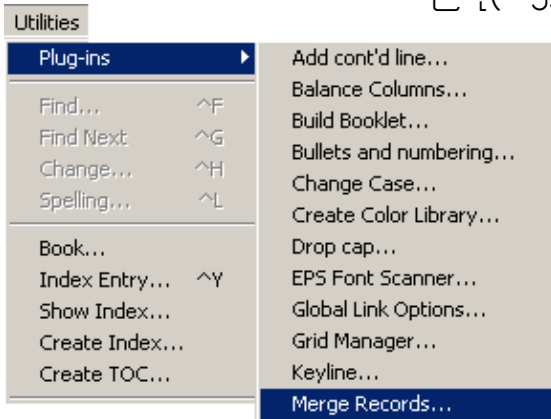 Utilities
Plug-ins
Find... ^F
Find Next ^G
Change... ^H
Spelling... ^L
Book...
Index Entry... ^Y
Show Index...
Create Index...
Create TOC...
Add cont'd line...
Balance Columns...
Build Booklet...
Bullets and numbering...
Change Case...
Create Color Library...
Drop cap...
EPS Font Scanner...
Global Link Options...
Grid Manager...
Keyline...
Merge Records...